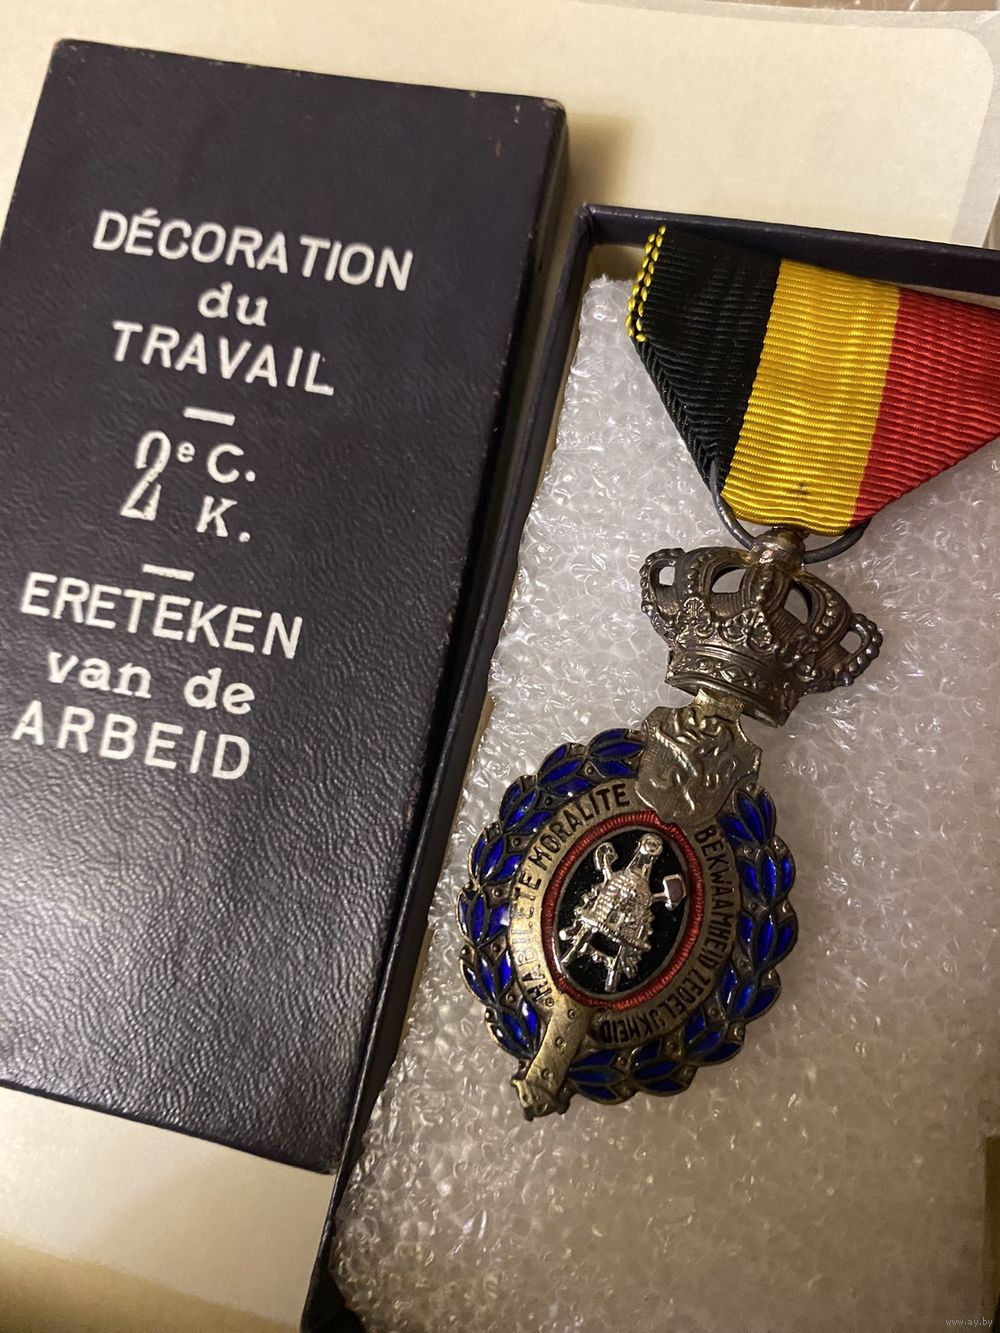 DÉCORATION
du
TRAVAIL
—
2e C.
K.
—
ERETEKEN
van de
ARBEID
HABILETE MORALITE
BEKWAAMHEID ZEDELIJKHEID
www.ay.by